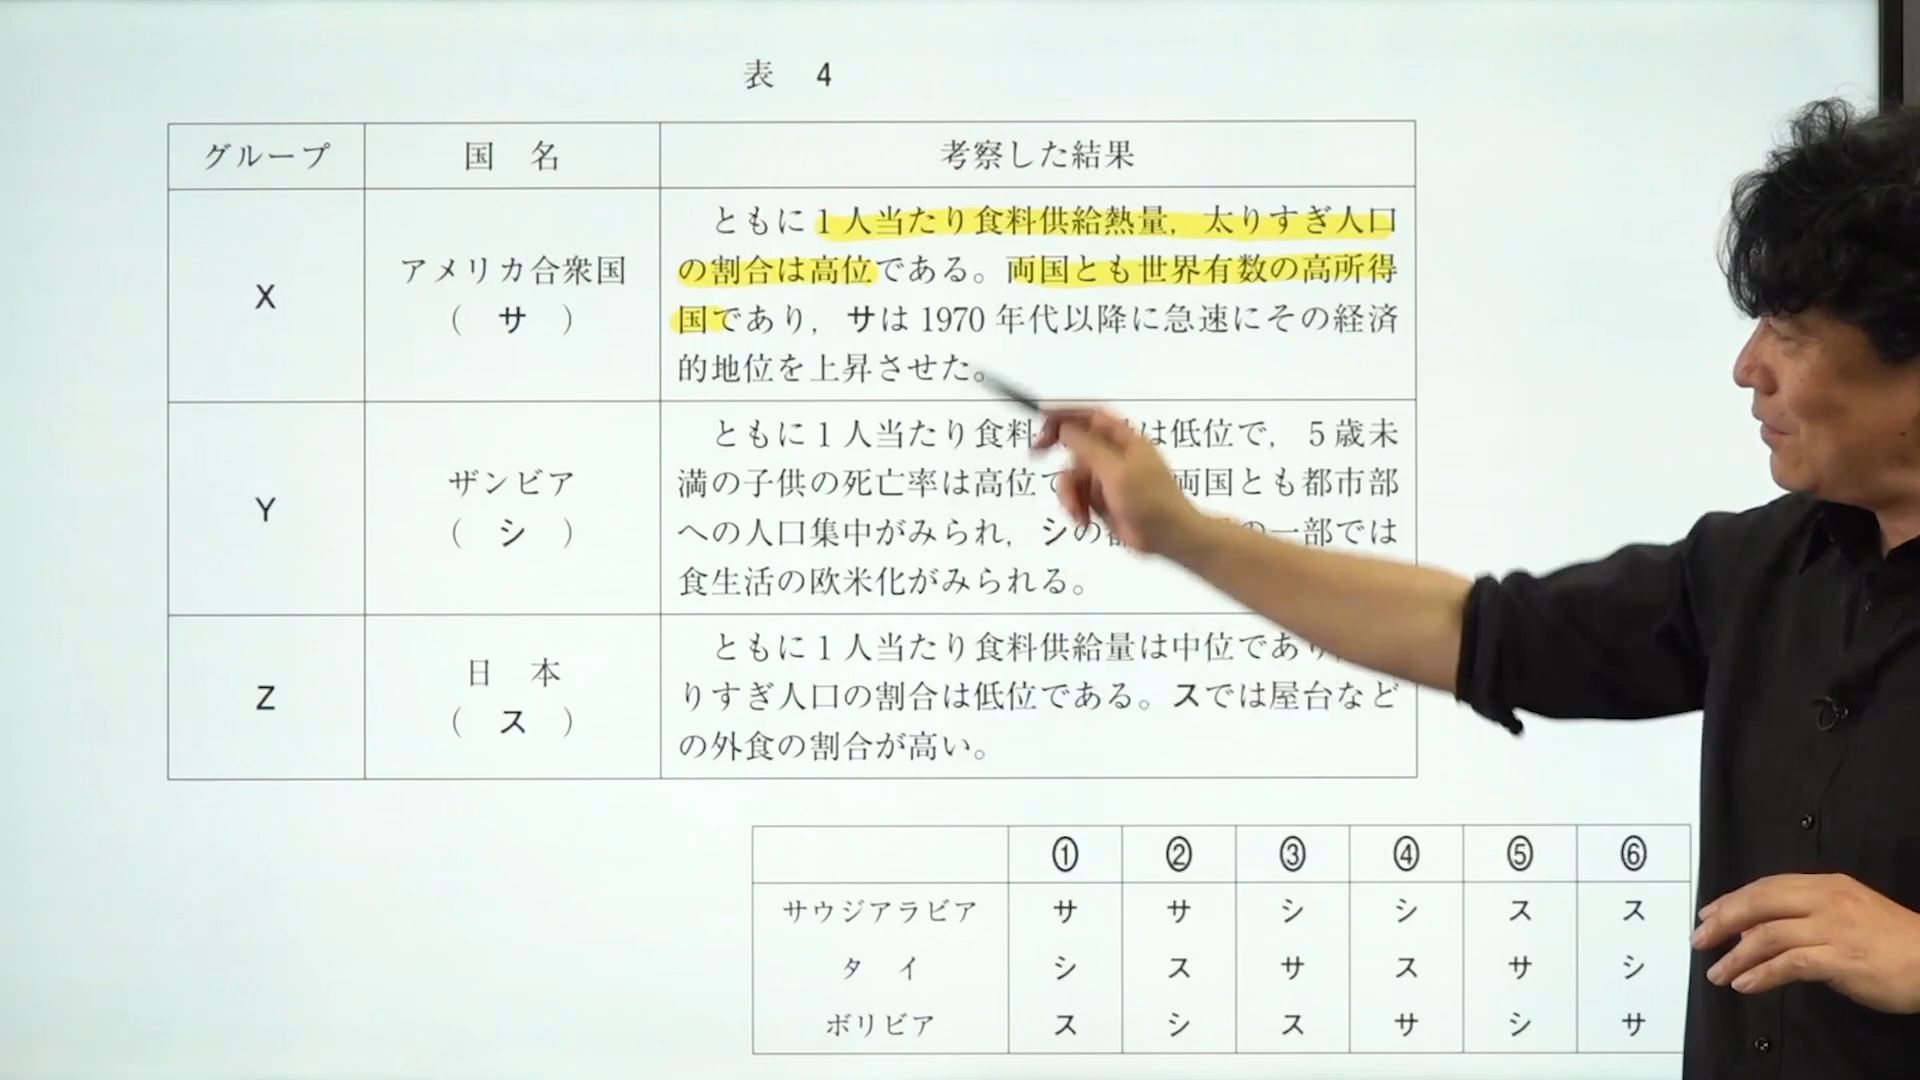 表 4
グループ 国 名 考察した結果
X
アメリカ合衆国
( サ )
ともに1人当たり食料供給熱量，太りすぎ人口
の割合は高位である。両国とも世界有数の高所得
国であり，サは1970年代以降に急速にその経済
的地位を上昇させた。
Y
ザンビア
( シ )
ともに1人当たり食料 は低位で，5歳未
満の子供の死亡率は高位で 両国とも都市部
への人口集中がみられ，シの の一部では
食生活の欧米化がみられる。
Z
日 本
( ス )
ともに1人当たり食料供給量は中位であり
りすぎ人口の割合は低位である。スでは屋台など
の外食の割合が高い。
① ② ③ ④ ⑤ ⑥
サウジアラビア サ サ シ シ ス ス
タ イ シ ス サ ス サ シ
ボリビア ス シ ス サ シ サ